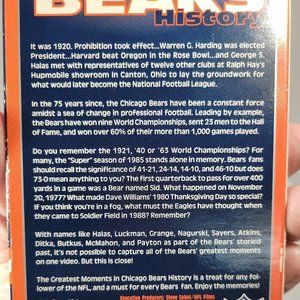 BEARS
History
It was 1920. Prohibition took effect...Warren G. Harding was elected
President...Harvard beat Oregon in the Rose Bowl...and George S.
Halas met with representatives of twelve other clubs at Ralph Hay's
Hupmobile showroom in Canton, Ohio to lay the groundwork for
what would later become the National Football League.
In the 75 years since, the Chicago Bears have been a constant force
amidst a sea of change in professional football. Leading by example,
the Bears have won nine World Championships, sent 23 men to the Hall
of Fame, and won over 60% of their more than 1,000 games played.
Do you remember the 1921, '40 or '63 World Championships? For
many, the "Super" season of 1985 stands alone in memory. Bears fans
should recall the significance of 41-21, 24-14, 14-10, and 46-10 but does
73-0 mean anything to you? The first quarterback to pass for over 400
yards in a game was a Bear named Sid. What happened on November
20, 1977? What made Dave Williams' 1980 Thanksgiving Day so special?
If you think you're in a fog, what must the Eagles have thought when
they came to Soldier Field in 1988? Remember?
With names like Halas, Luckman, Grange, Nagurski, Sayers, Atkins,
Ditka, Butkus, McMahon, and Payton as part of the Bears' storied
past, it's not possible to capture all of the Bears' greatest moments
on one video. But this is close!
The Greatest Moments in Chicago Bears History is a treat for any fol-
lower of the NFL, and a must for every Bears fan. Enjoy the memories!
Executive Producers: Steve Sabol/NFL Films